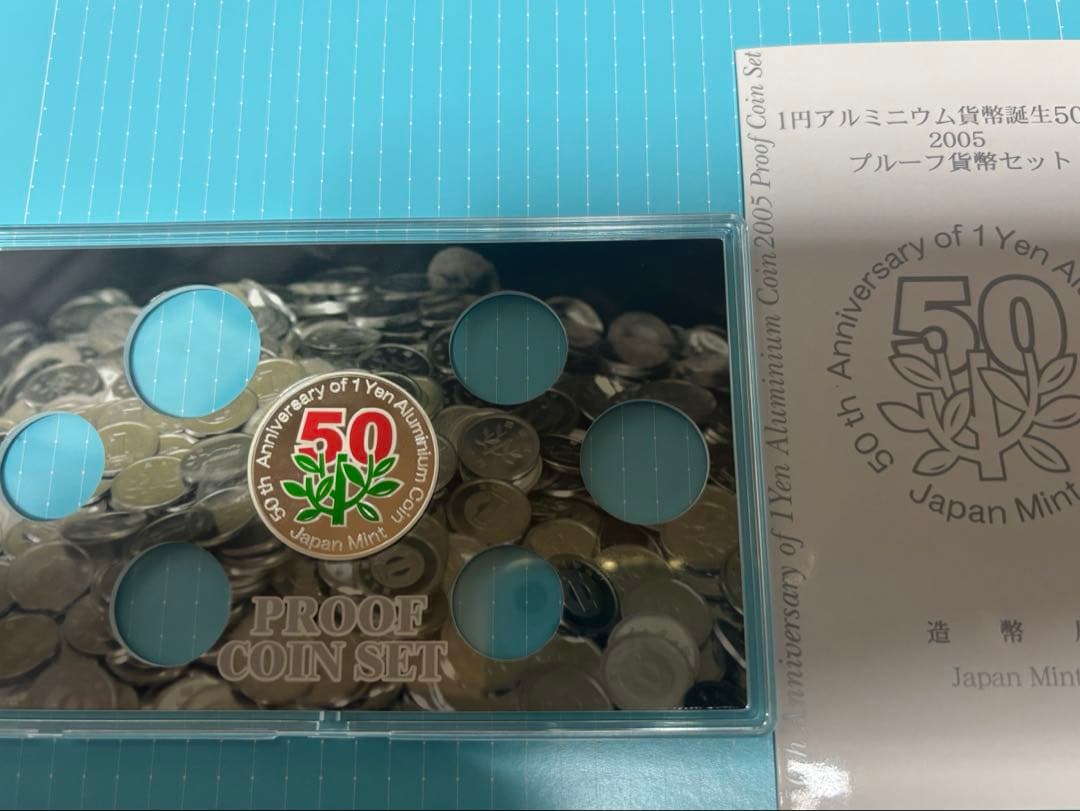 50th Anniversary of 1 Yen Aluminium Coin
50
Japan Mint
PROOF
COIN SET
Anniversary of 1 Yen Aluminium Coin 2005 Proof Coin Set
1円アルミニウム貨幣誕生50
2005
プルーフ貨幣セット
50th Anniversary of 1 Yen
50
Japan Mint
造幣
Japan Mint